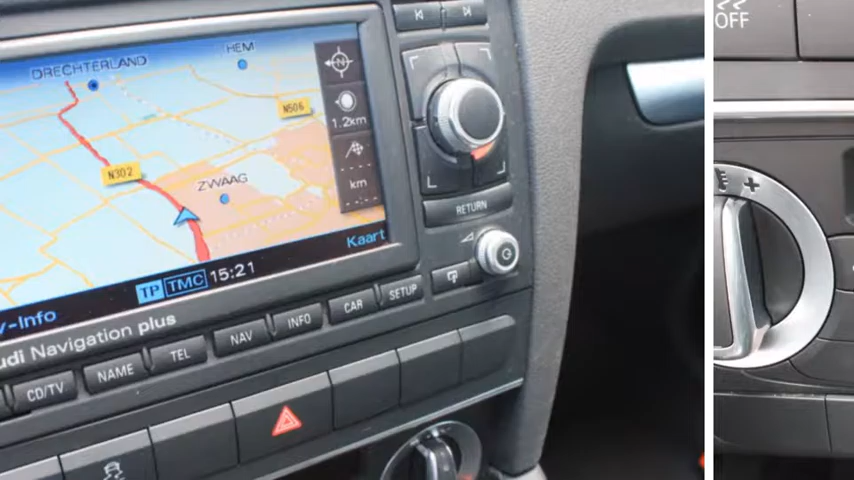 DRECHTERLAND
HEM
N
N506
1.2km
N302
ZWAAG
km
RETURN
Kaart
TP TMC 15:21
v-Info
udi Navigation plus
CD/TV NAME TEL NAV INFO CAR SETUP
OFF